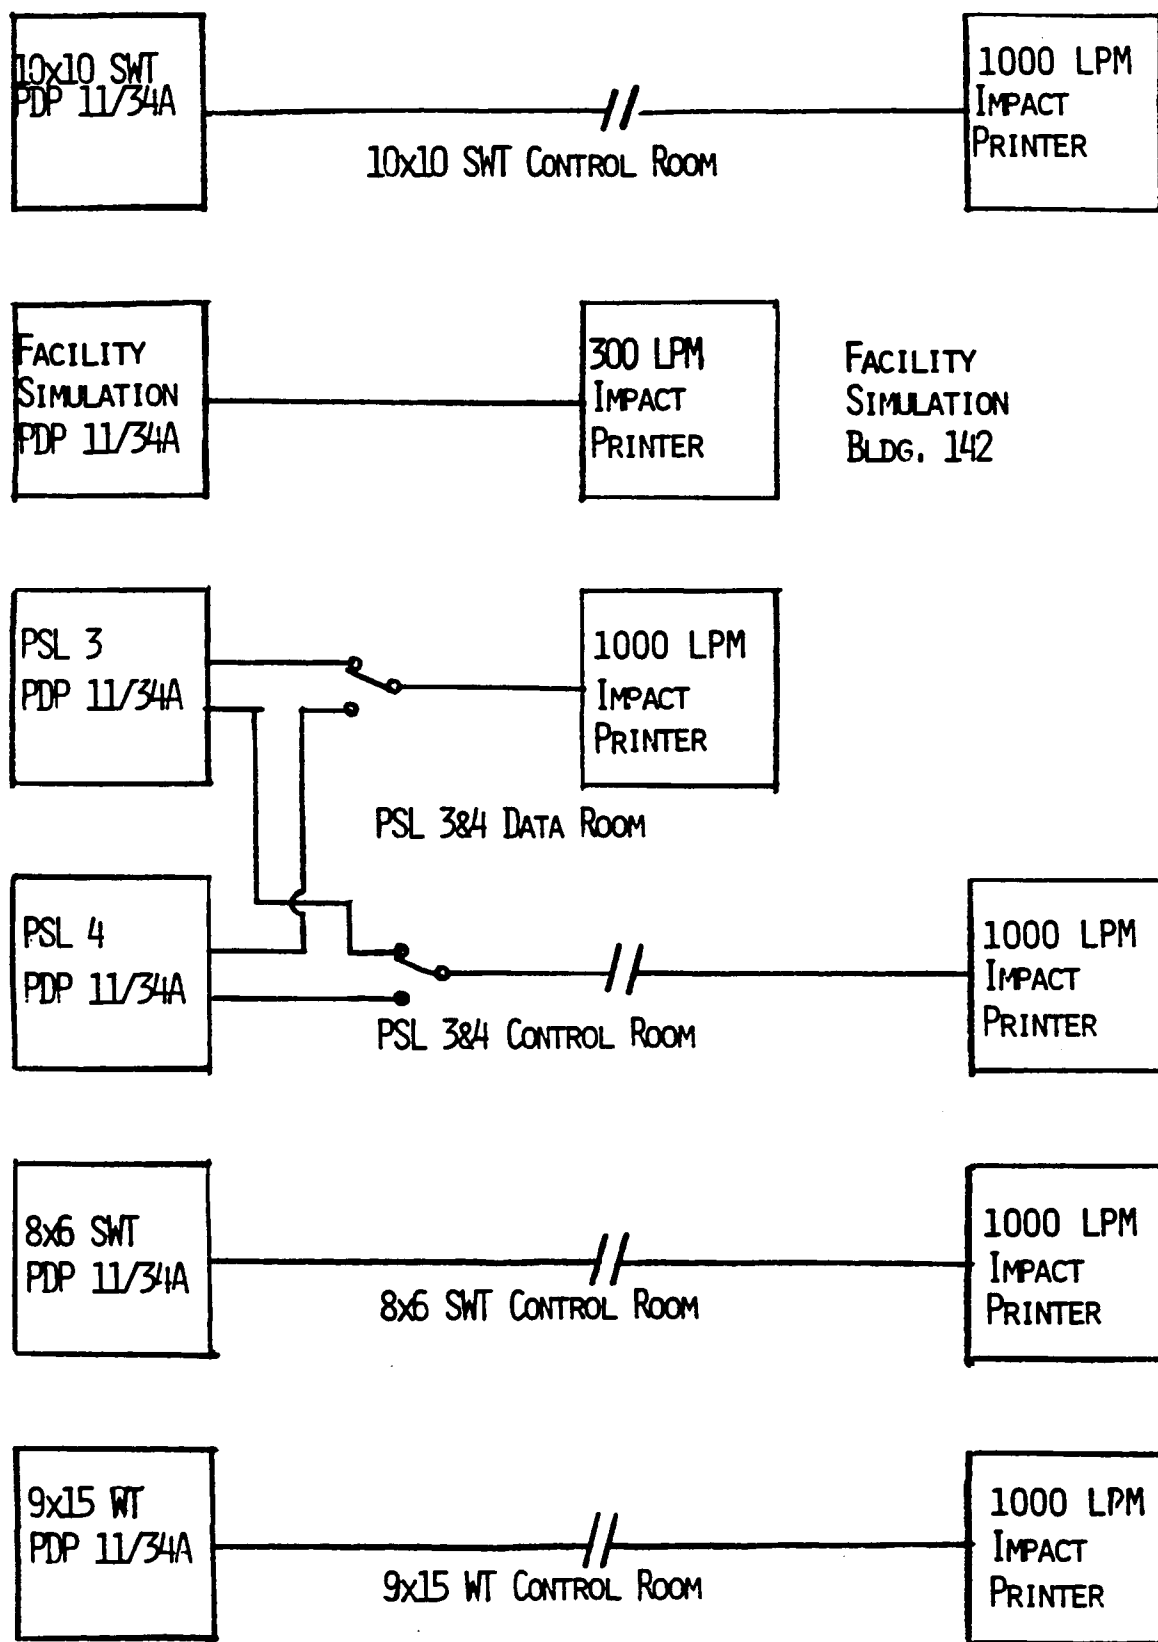 10x10 SWT
PDP 11/34A
1000 LPM
IMPACT
PRINTER
10x10 SWT CONTROL ROOM
FACILITY
SIMULATION
PDP 11/34A
300 LPM
IMPACT
PRINTER
FACILITY
SIMULATION
BLDG. 142
PSL 3
PDP 11/34A
1000 LPM
IMPACT
PRINTER
PSL 3&4 DATA ROOM
PSL 4
PDP 11/34A
1000 LPM
IMPACT
PRINTER
PSL 3&4 CONTROL ROOM
8x6 SWT
PDP 11/34A
1000 LPM
IMPACT
PRINTER
8x6 SWT CONTROL ROOM
9x15 WT
PDP 11/34A
1000 LPM
IMPACT
PRINTER
9x15 WT CONTROL ROOM